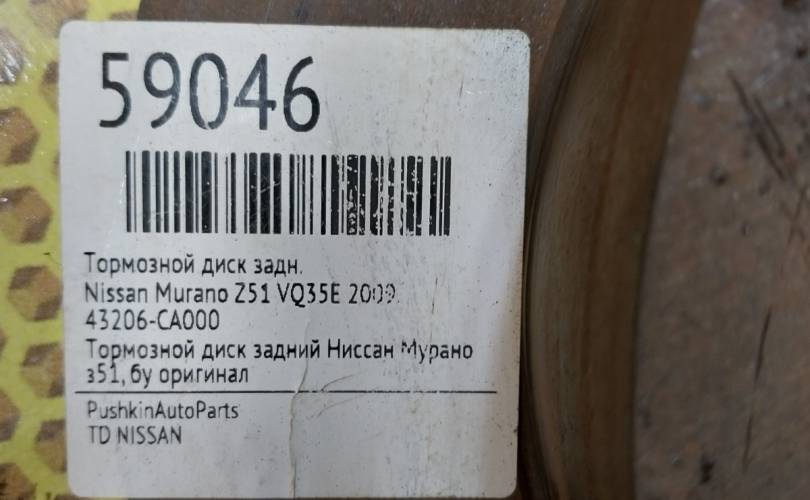 59046
Тормозной диск задн.
Nissan Murano Z51 VQ35E 2009
43206-CA000
Тормозной диск задний Ниссан Мурано
з51, бу оригинал
PushkinAutoParts
TD NISSAN